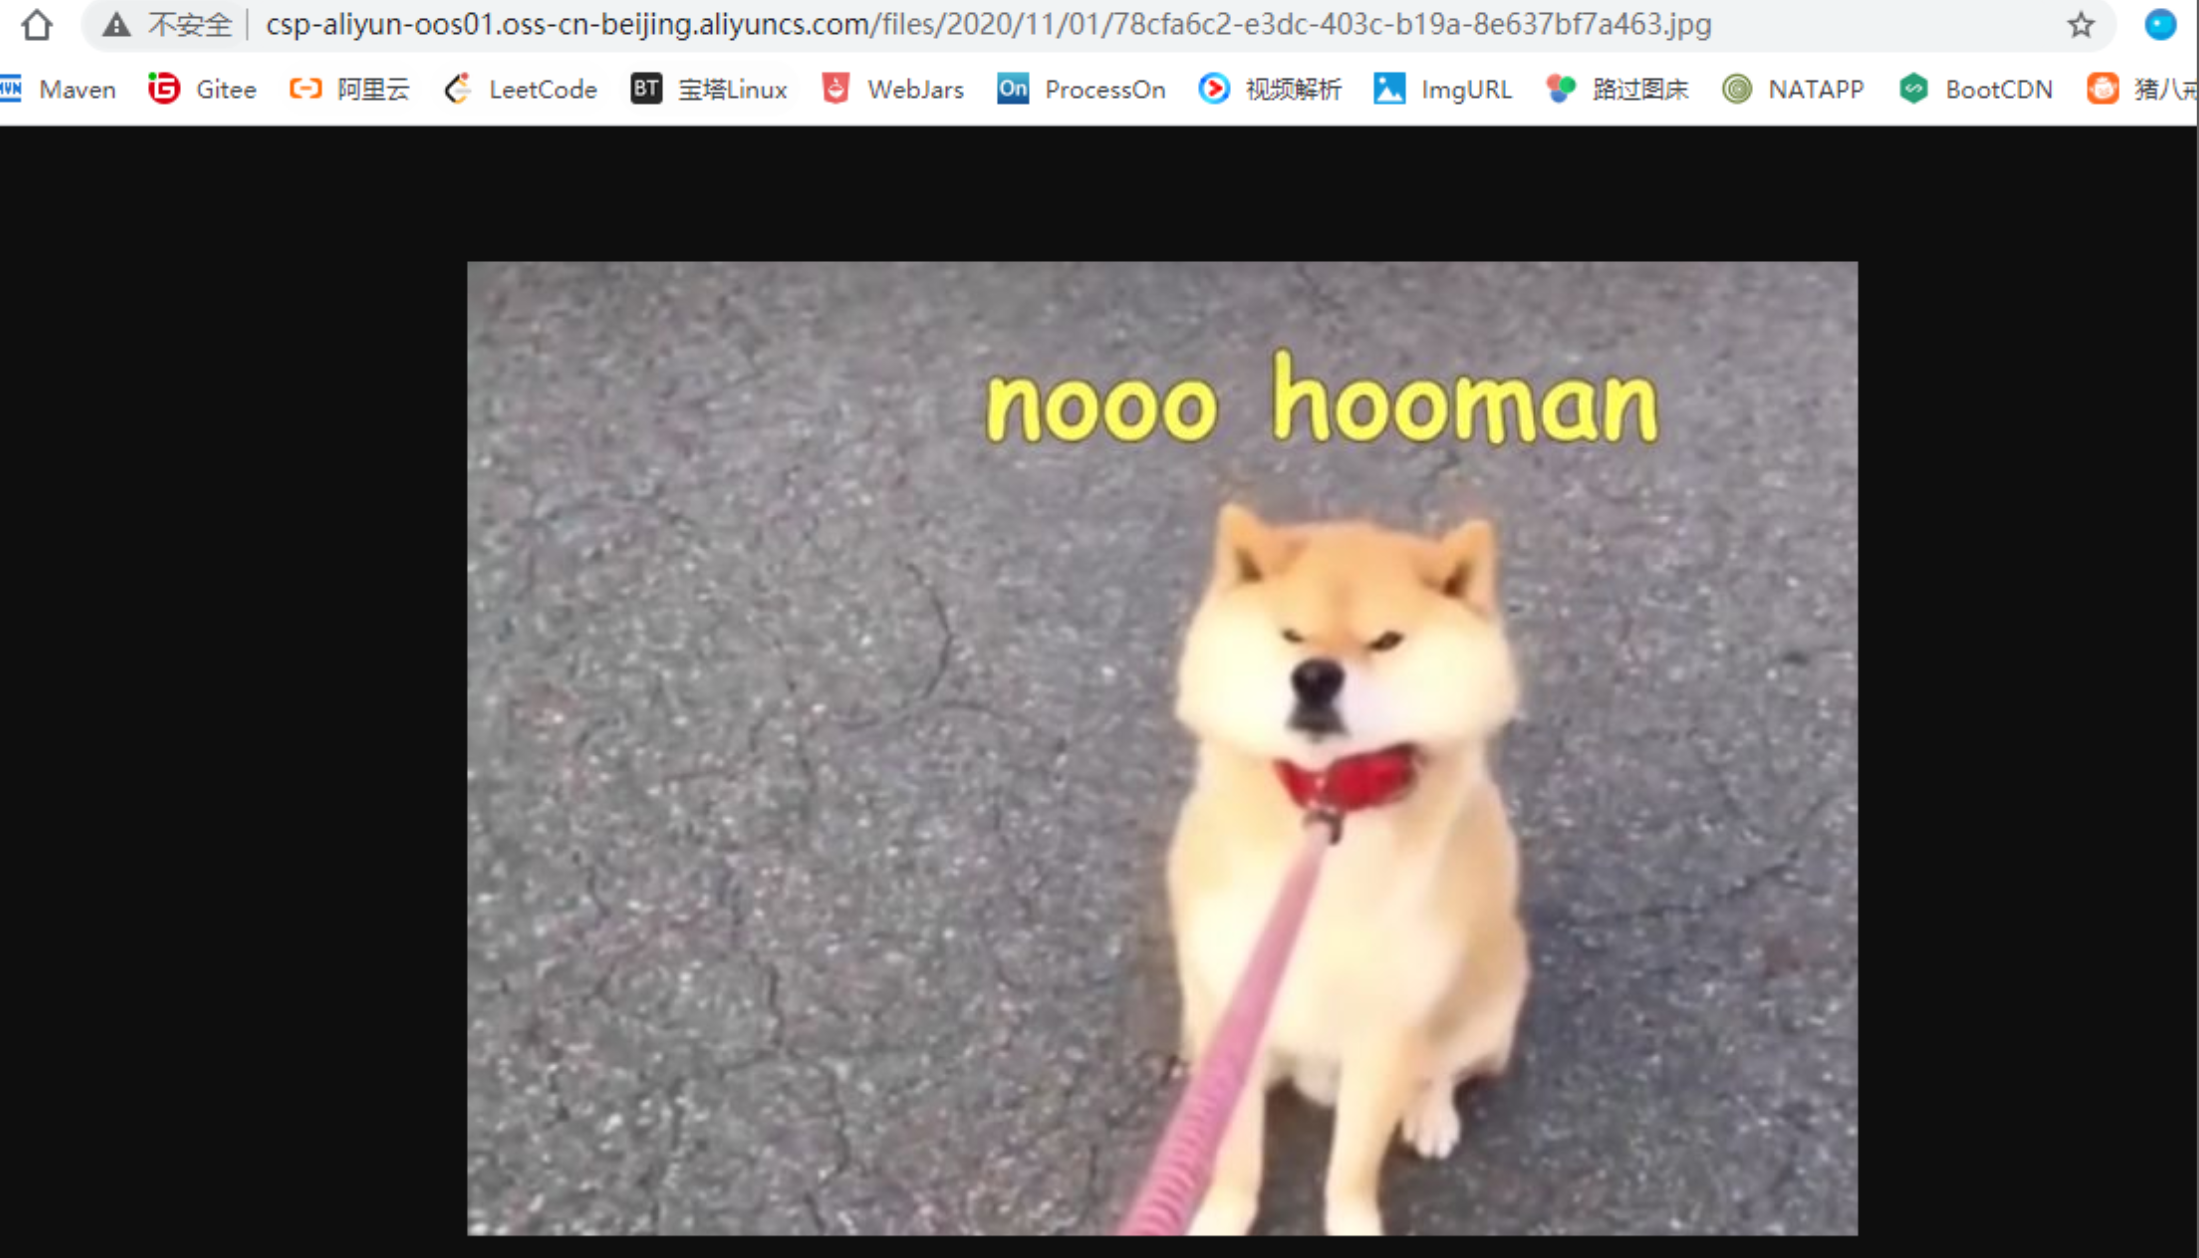 不安全 csp-aliyun-oos01.oss-cn-beijing.aliyuncs.com/files/2020/11/01/78cfa6c2-e3dc-403c-b19a-8e637bf7a463.jpg
Maven Gitee 阿里云 LeetCode BT 宝塔Linux WebJars On ProcessOn 视频解析 ImgURL 路过图床 NATAPP BootCDN 猪八
nooo hooman